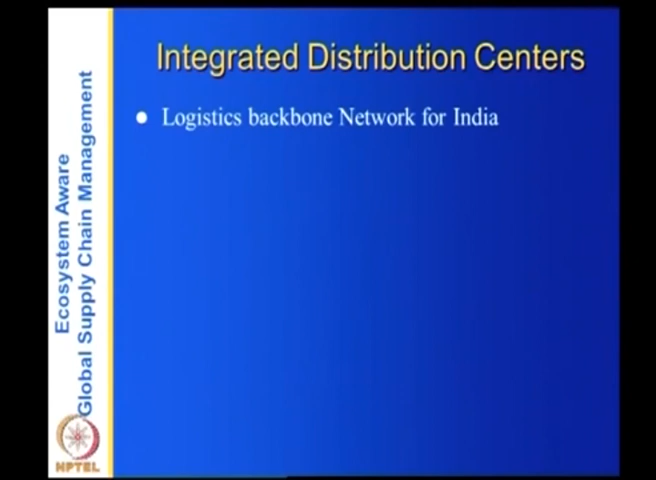 Integrated Distribution Centers
Logistics backbone Network for India
Ecosystem Aware
Global Supply Chain Management
NPTEL